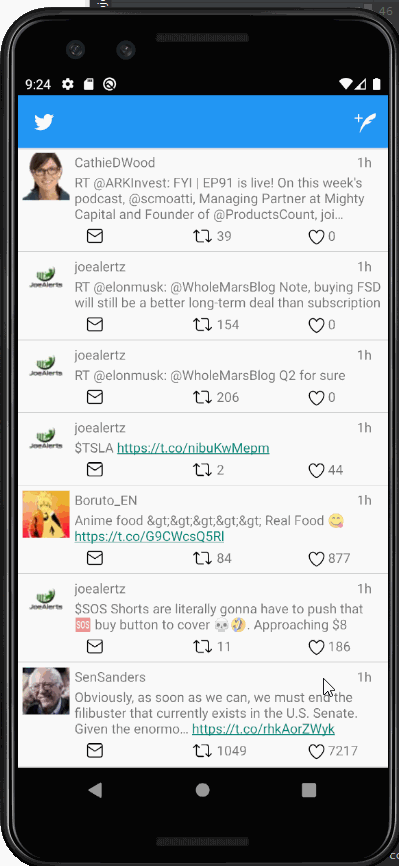 46
9:24
CathieDWood 1h
RT @ARKInvest: FYI | EP91 is live! On this week's
podcast, @scmoatti, Managing Partner at Mighty
Capital and Founder of @ProductsCount, joi...
39 0
JoeAlerts
joealertz 1h
RT @elonmusk: @WholeMarsBlog Note, buying FSD
will still be a better long-term deal than subscription
154 0
JoeAlerts
joealertz 1h
RT @elonmusk: @WholeMarsBlog Q2 for sure
206 0
JoeAlerts
joealertz 1h
$TSLA https://t.co/nibuKwMepm
2 44
Boruto_EN 1h
Anime food &gt;&gt;&gt;&gt;&gt; Real Food 😋
https://t.co/G9CWcsQ5Rl
84 877
JoeAlerts
joealertz 1h
$SOS Shorts are literally gonna have to push that
🆘 buy button to cover 💀🤣. Approaching $8
11 186
SenSanders 1h
Obviously, as soon as we can, we must end the
filibuster that currently exists in the U.S. Senate.
Given the enormo... https://t.co/rhkAorZWyk
1049 7217